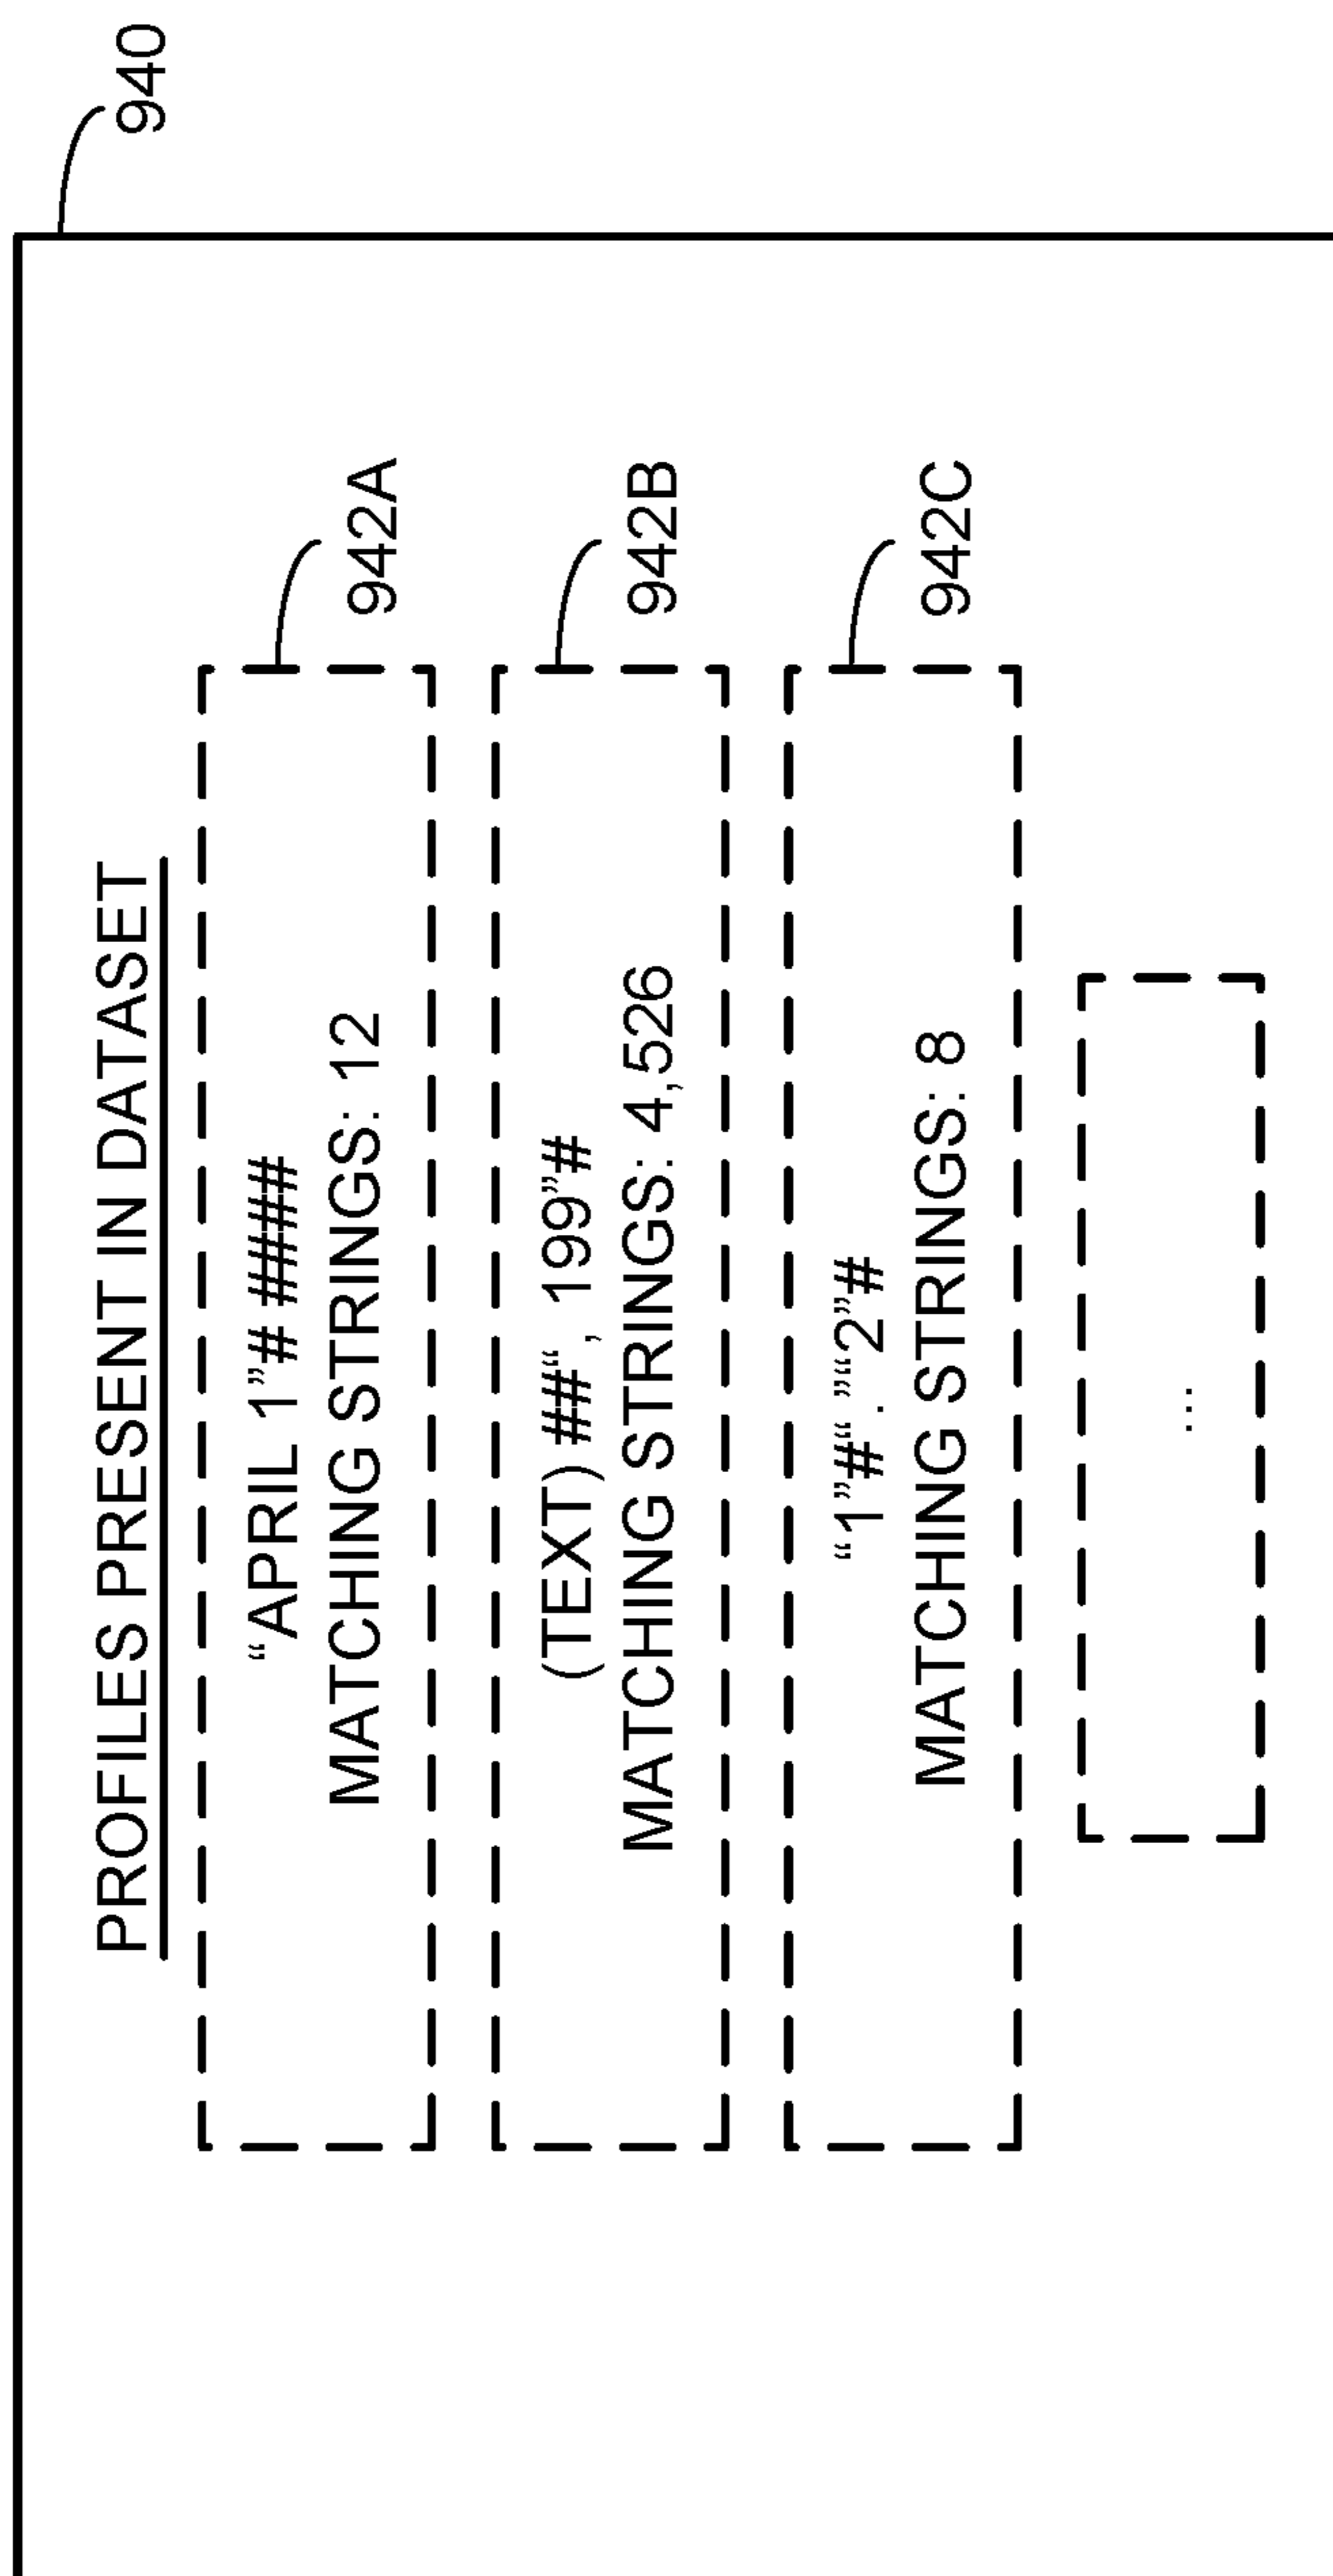 940
PROFILES PRESENT IN DATASET
942A
“APRIL 1”# ####
MATCHING STRINGS: 12
942B
(TEXT) ##“, 199”#
MATCHING STRINGS: 4,526
942C
“1”#“.”“2”#
MATCHING STRINGS: 8
...